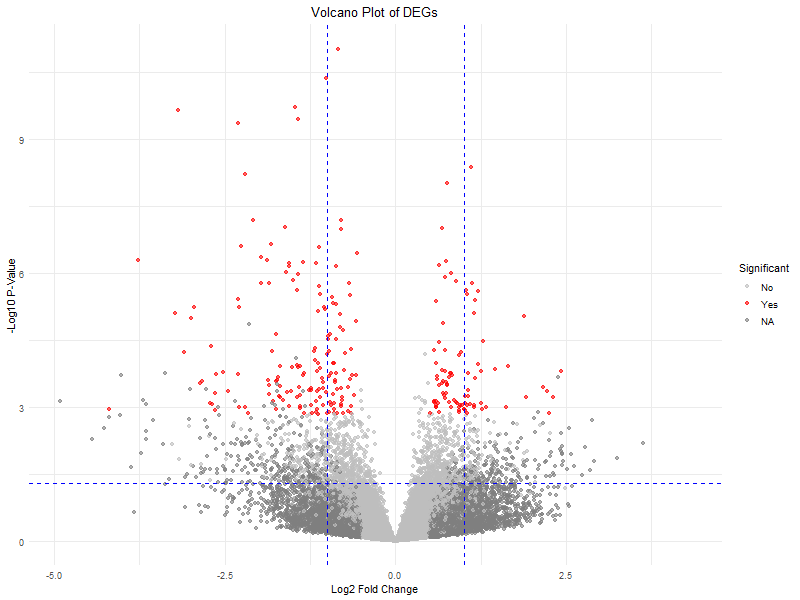 Volcano Plot of DEGs
-Log10 P-Value
9
6
3
0
-5.0
-2.5
0.0
2.5
Log2 Fold Change
Significant
No
Yes
NA